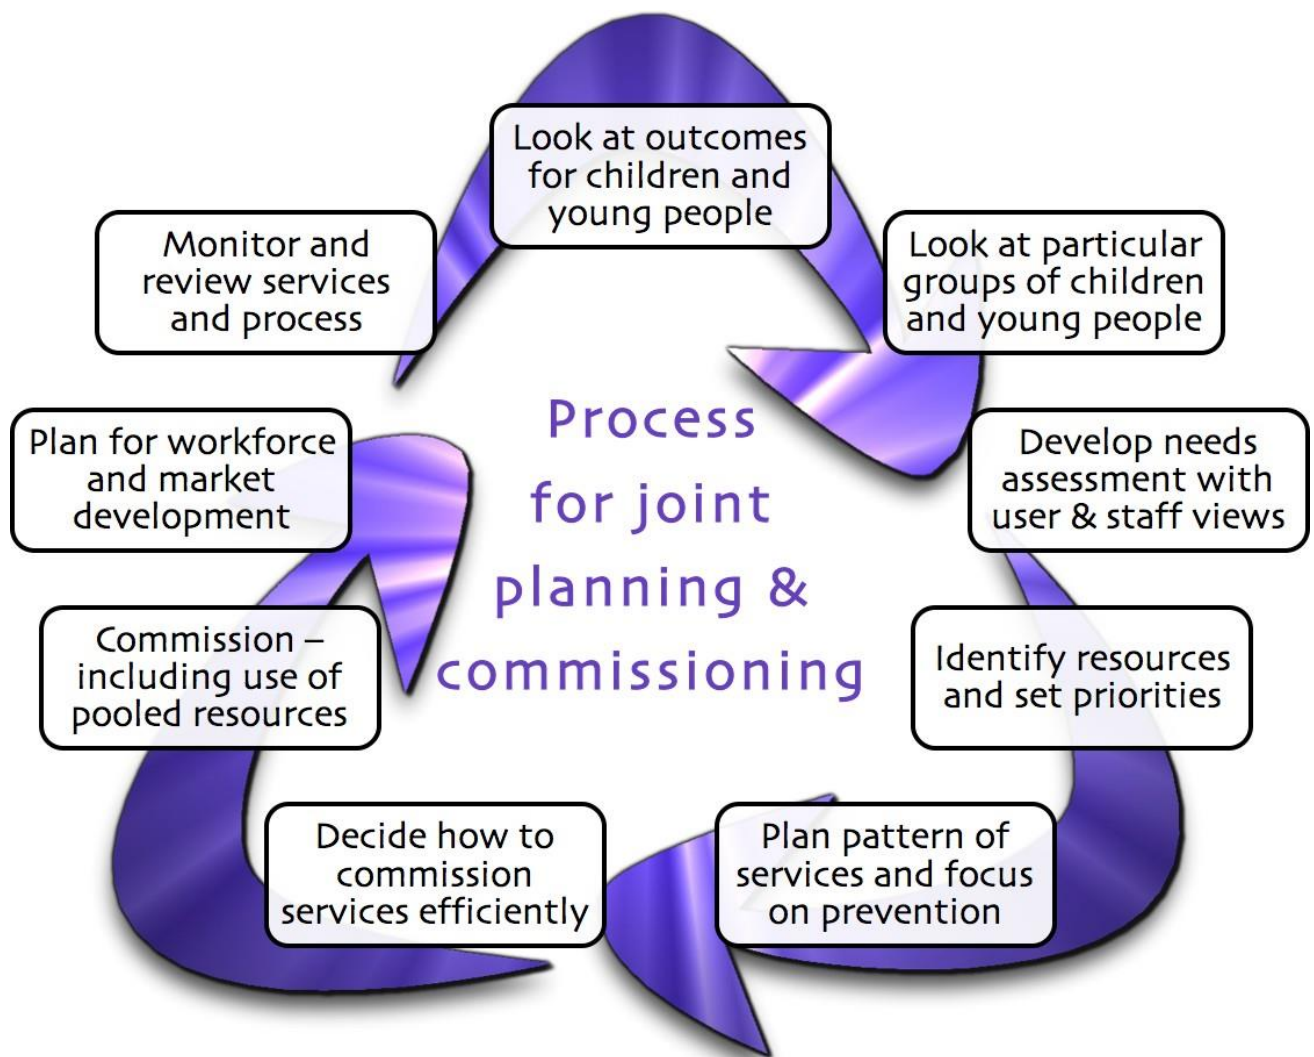 Look at outcomes
for children and
young people
Look at particular
groups of children
and young people
Develop needs
assessment with
user & staff views
Identify resources
and set priorities
Plan pattern of
services and focus
on prevention
Decide how to
commission
services efficiently
Commission –
including use of
pooled resources
Plan for workforce
and market
development
Monitor and
review services
and process
Process
for joint
planning &
commissioning